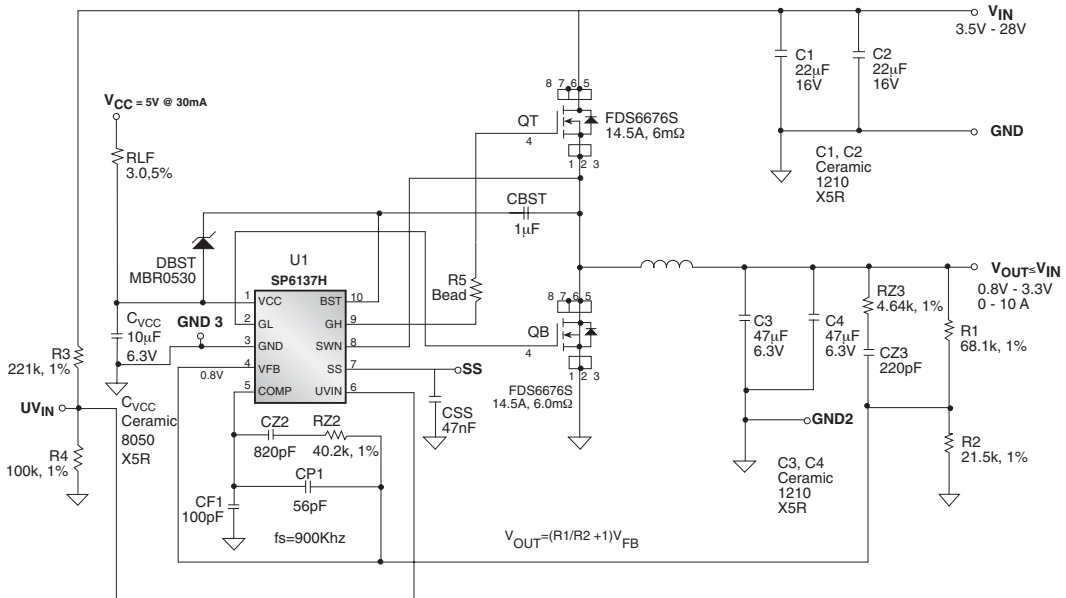 VIN
3.5V - 28V
C1
22µF
16V
C2
22µF
16V
VCC = 5V @ 30mA
8 7 6 5
QT
4
FDS6676S
14.5A, 6mΩ
1 2 3
GND
RLF
3.0,5%
C1, C2
Ceramic
1210
X5R
CBST
1µF
DBST
MBR0530
U1
SP6137H
R5
Bead
VOUT≤VIN
0.8V - 3.3V
0 - 10 A
1 VCC
BST 10
2 GL
GH 9
3 GND
SWN 8
4 VFB
SS 7
5 COMP
UVIN 6
CVCC
10µF
6.3V
GND 3
0.8V
8 7 6 5
QB
4
1 2 3
FDS6676S
14.5A, 6.0mΩ
C3
47µF
6.3V
C4
47µF
6.3V
RZ3
4.64k, 1%
CZ3
220pF
R1
68.1k, 1%
R3
221k, 1%
SS
CSS
47nF
UVIN
CVCC
Ceramic
8050
X5R
GND2
R4
100k, 1%
CZ2
820pF
RZ2
40.2k, 1%
R2
21.5k, 1%
C3, C4
Ceramic
1210
X5R
CP1
56pF
CF1
100pF
fs=900Khz
VOUT=(R1/R2 +1)VFB